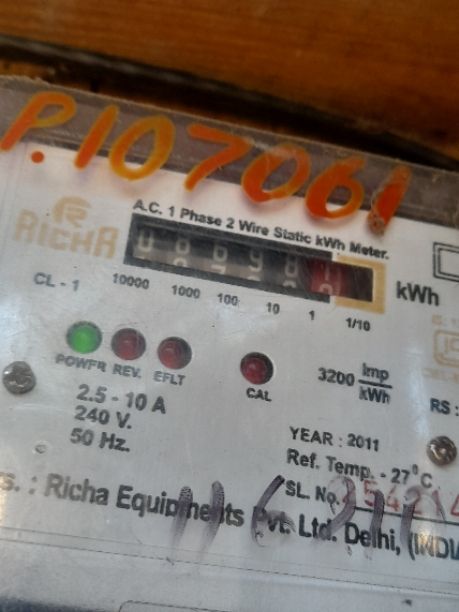 P.107061
R
RICHA
A.C. 1 Phase 2 Wire Static kWh Meter.
kWh
CL - 1 10000 1000 100 10 1 1/10
POWER REV. EFLT CAL
3200 Imp/kWh
2.5 - 10 A
240 V.
50 Hz.
RS :
YEAR : 2011
Ref. Temp. - 27°C
SL. No.
s. : Richa Equipments Pvt. Ltd. Delhi, (INDI